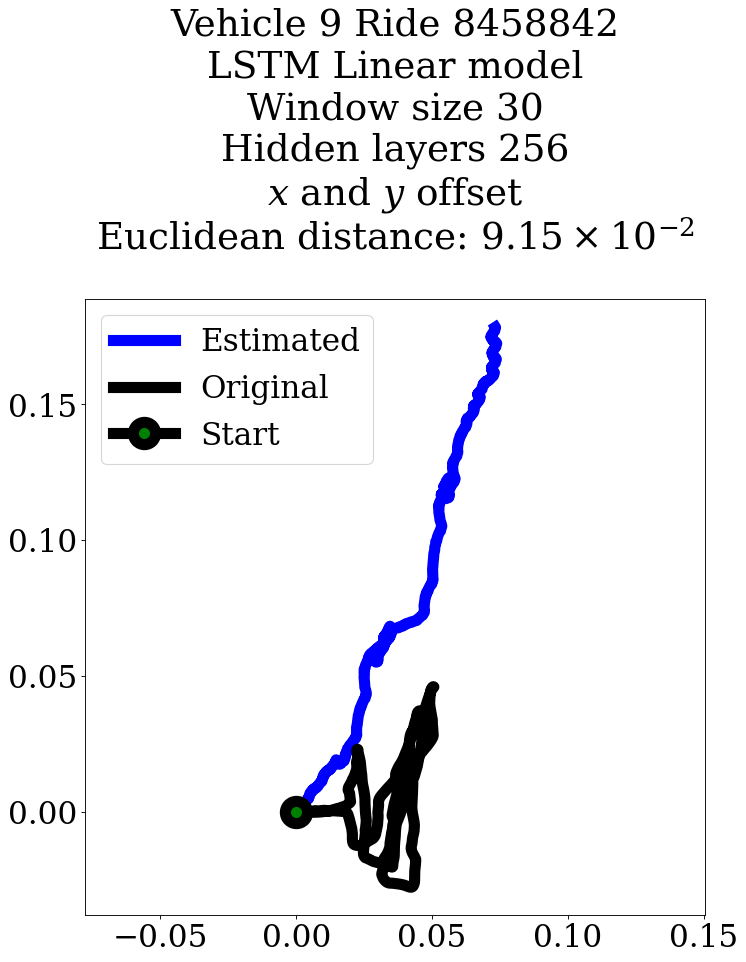 Vehicle 9 Ride 8458842
LSTM Linear model
Window size 30
Hidden layers 256
x and y offset
Euclidean distance: 9.15 × 10⁻²
Estimated
Original
Start
0.15
0.10
0.05
0.00
−0.05 0.00 0.05 0.10 0.15